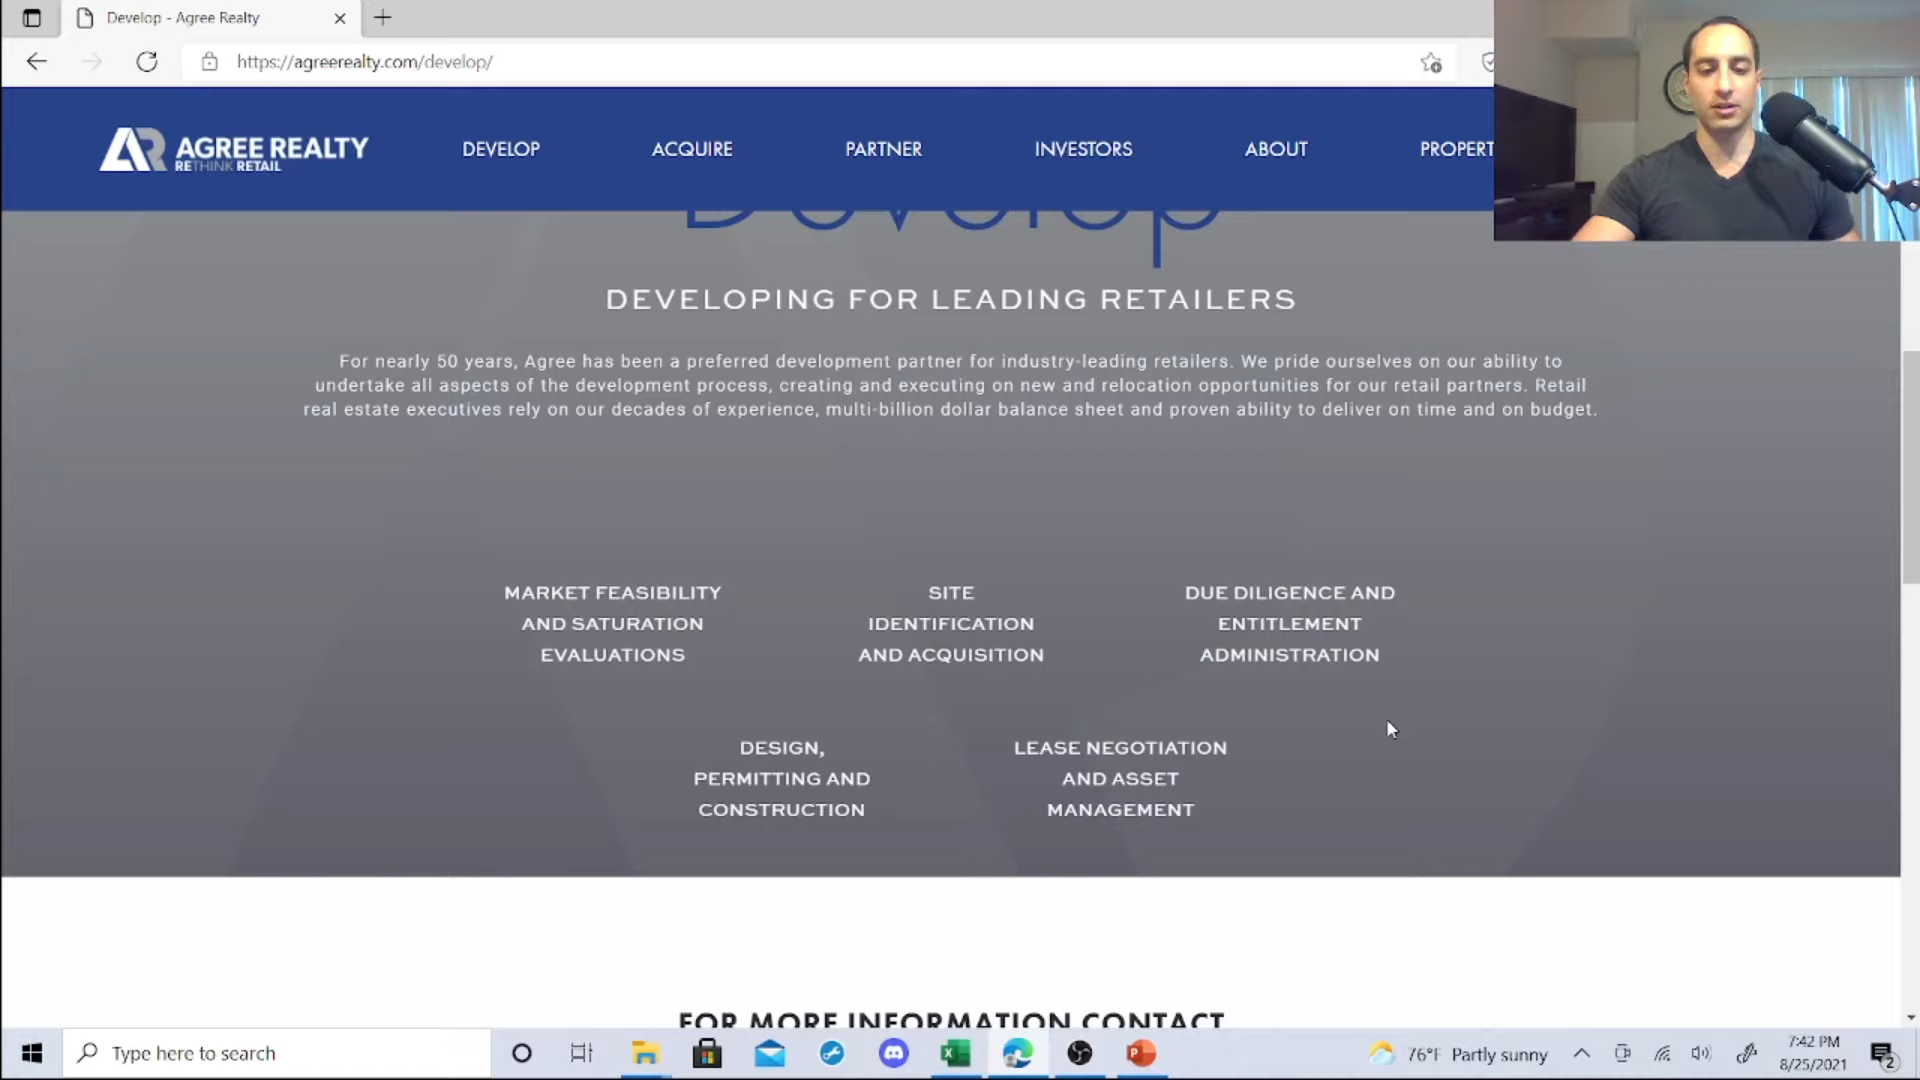 Develop - Agree Realty
https://agreerealty.com/develop/
AR AGREE REALTY
RETHINK RETAIL
DEVELOP
ACQUIRE
PARTNER
INVESTORS
ABOUT
PROPERT
Develop
DEVELOPING FOR LEADING RETAILERS
For nearly 50 years, Agree has been a preferred development partner for industry-leading retailers. We pride ourselves on our ability to
undertake all aspects of the development process, creating and executing on new and relocation opportunities for our retail partners. Retail
real estate executives rely on our decades of experience, multi-billion dollar balance sheet and proven ability to deliver on time and on budget.
MARKET FEASIBILITY
AND SATURATION
EVALUATIONS
SITE
IDENTIFICATION
AND ACQUISITION
DUE DILIGENCE AND
ENTITLEMENT
ADMINISTRATION
DESIGN,
PERMITTING AND
CONSTRUCTION
LEASE NEGOTIATION
AND ASSET
MANAGEMENT
FOR MORE INFORMATION CONTACT
Type here to search
76°F Partly sunny
7:42 PM
8/25/2021
2